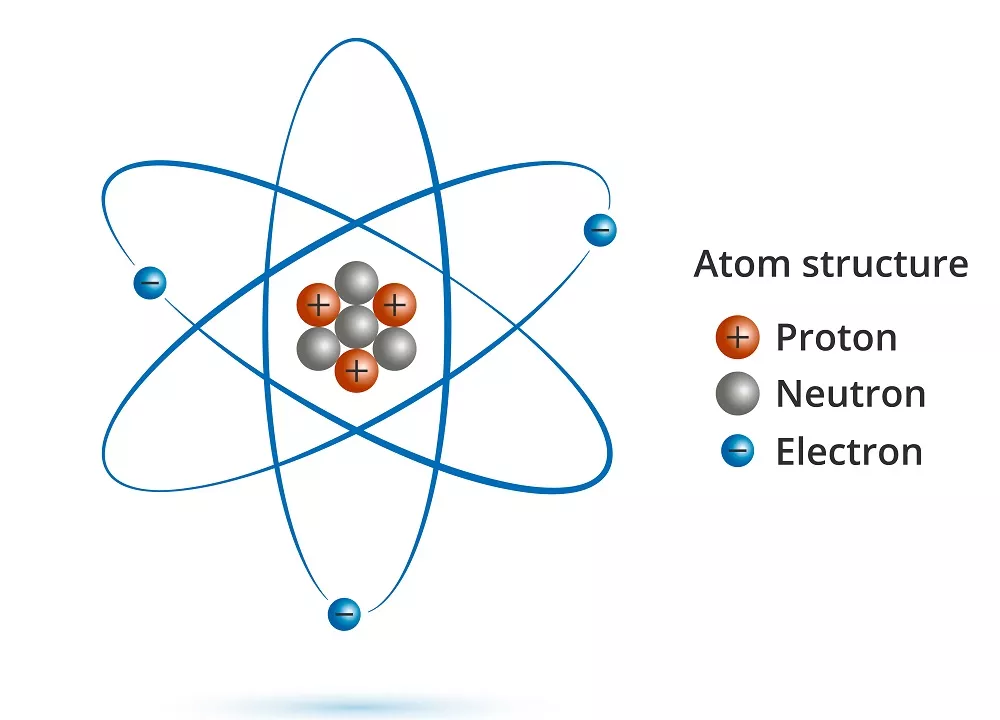 Atom structure
+ Proton
Neutron
− Electron